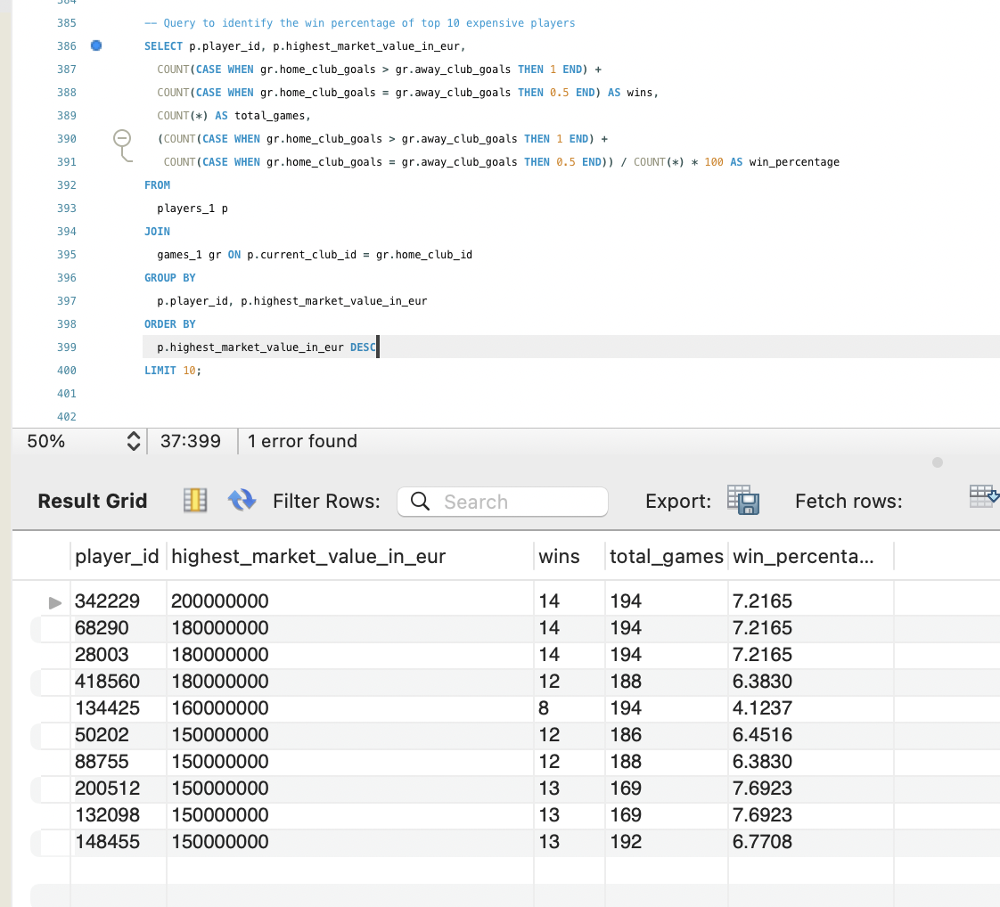 384
385 -- Query to identify the win percentage of top 10 expensive players
386 SELECT p.player_id, p.highest_market_value_in_eur,
387 COUNT(CASE WHEN gr.home_club_goals > gr.away_club_goals THEN 1 END) +
388 COUNT(CASE WHEN gr.home_club_goals = gr.away_club_goals THEN 0.5 END) AS wins,
389 COUNT(*) AS total_games,
390 (COUNT(CASE WHEN gr.home_club_goals > gr.away_club_goals THEN 1 END) +
391 COUNT(CASE WHEN gr.home_club_goals = gr.away_club_goals THEN 0.5 END)) / COUNT(*) * 100 AS win_percentage
392 FROM
393 players_1 p
394 JOIN
395 games_1 gr ON p.current_club_id = gr.home_club_id
396 GROUP BY
397 p.player_id, p.highest_market_value_in_eur
398 ORDER BY
399 p.highest_market_value_in_eur DESC
400 LIMIT 10;
401
402
50% 37:399 1 error found
Result Grid Filter Rows: Search Export: Fetch rows:
player_id highest_market_value_in_eur wins total_games win_percenta...
342229 200000000 14 194 7.2165
68290 180000000 14 194 7.2165
28003 180000000 14 194 7.2165
418560 180000000 12 188 6.3830
134425 160000000 8 194 4.1237
50202 150000000 12 186 6.4516
88755 150000000 12 188 6.3830
200512 150000000 13 169 7.6923
132098 150000000 13 169 7.6923
148455 150000000 13 192 6.7708